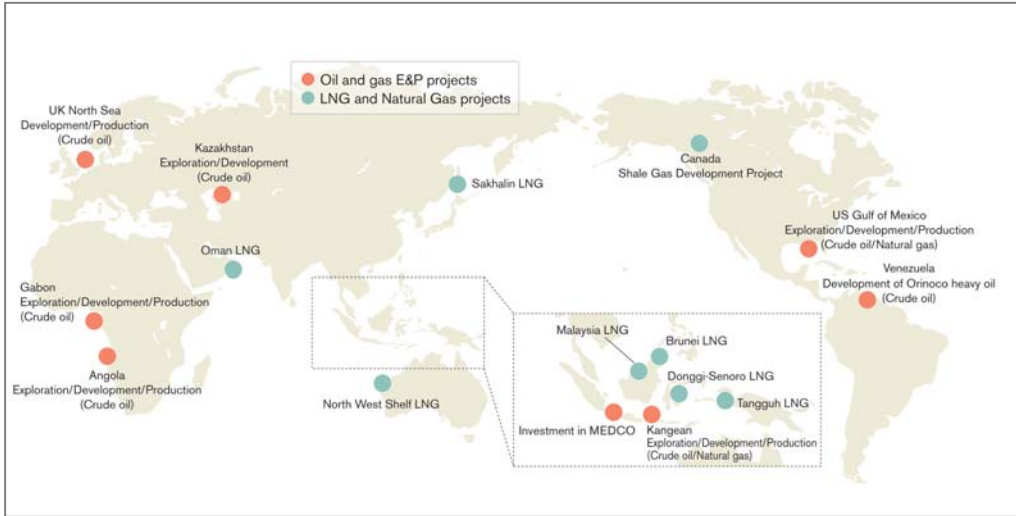 Oil and gas E&P projects
LNG and Natural Gas projects
UK North Sea
Development/Production
(Crude oil)
Kazakhstan
Exploration/Development
(Crude oil)
Sakhalin LNG
Canada
Shale Gas Development Project
US Gulf of Mexico
Exploration/Development/Production
(Crude oil/Natural gas)
Oman LNG
Venezuela
Development of Orinoco heavy oil
(Crude oil)
Gabon
Exploration/Development/Production
(Crude oil)
Angola
Exploration/Development/Production
(Crude oil)
North West Shelf LNG
Malaysia LNG
Brunei LNG
Donggi-Senoro LNG
Tangguh LNG
Investment in MEDCO
Kangean
Exploration/Development/Production
(Crude oil/Natural gas)